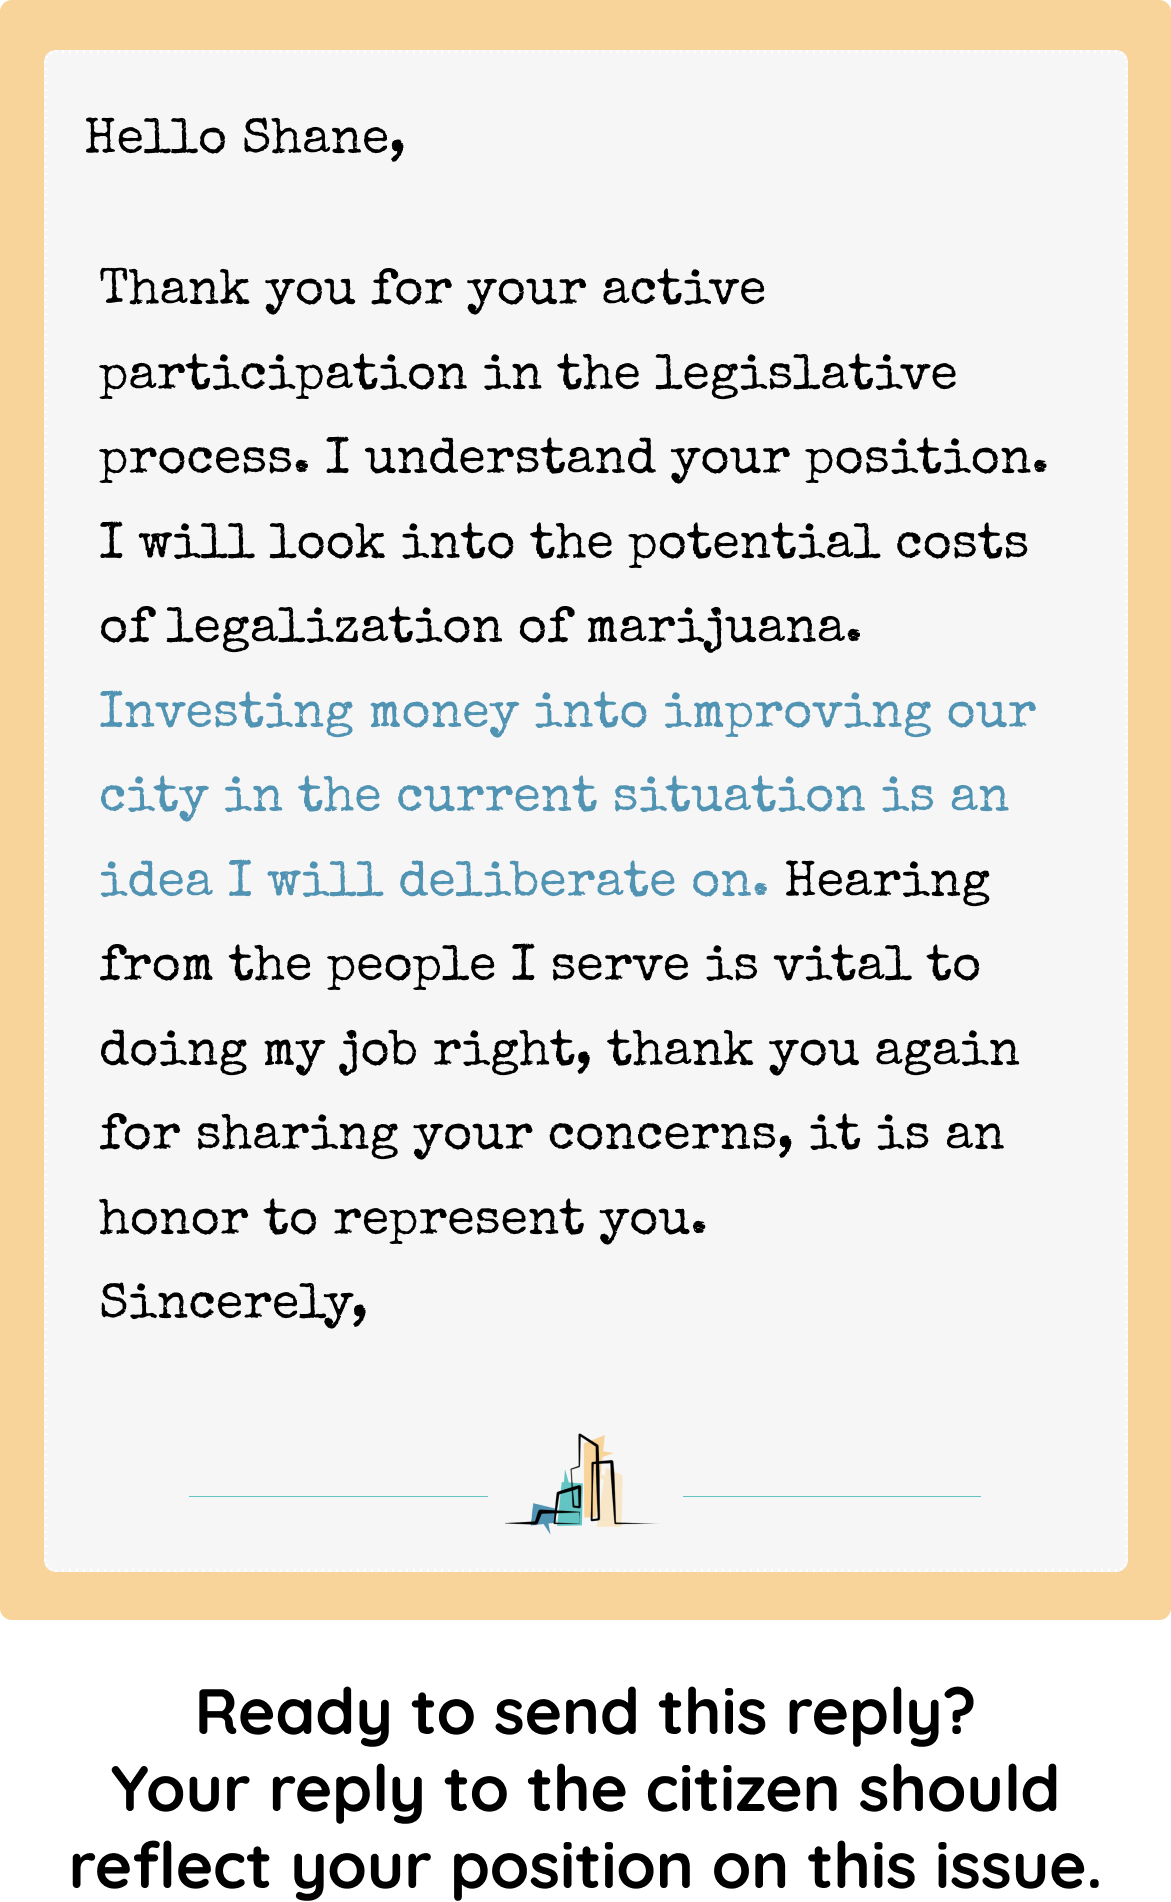 Hello Shane,
Thank you for your active
participation in the legislative
process. I understand your position.
I will look into the potential costs
of legalization of marijuana.
Investing money into improving our
city in the current situation is an
idea I will deliberate on. Hearing
from the people I serve is vital to
doing my job right, thank you again
for sharing your concerns, it is an
honor to represent you.
Sincerely,
Ready to send this reply?
Your reply to the citizen should
reflect your position on this issue.